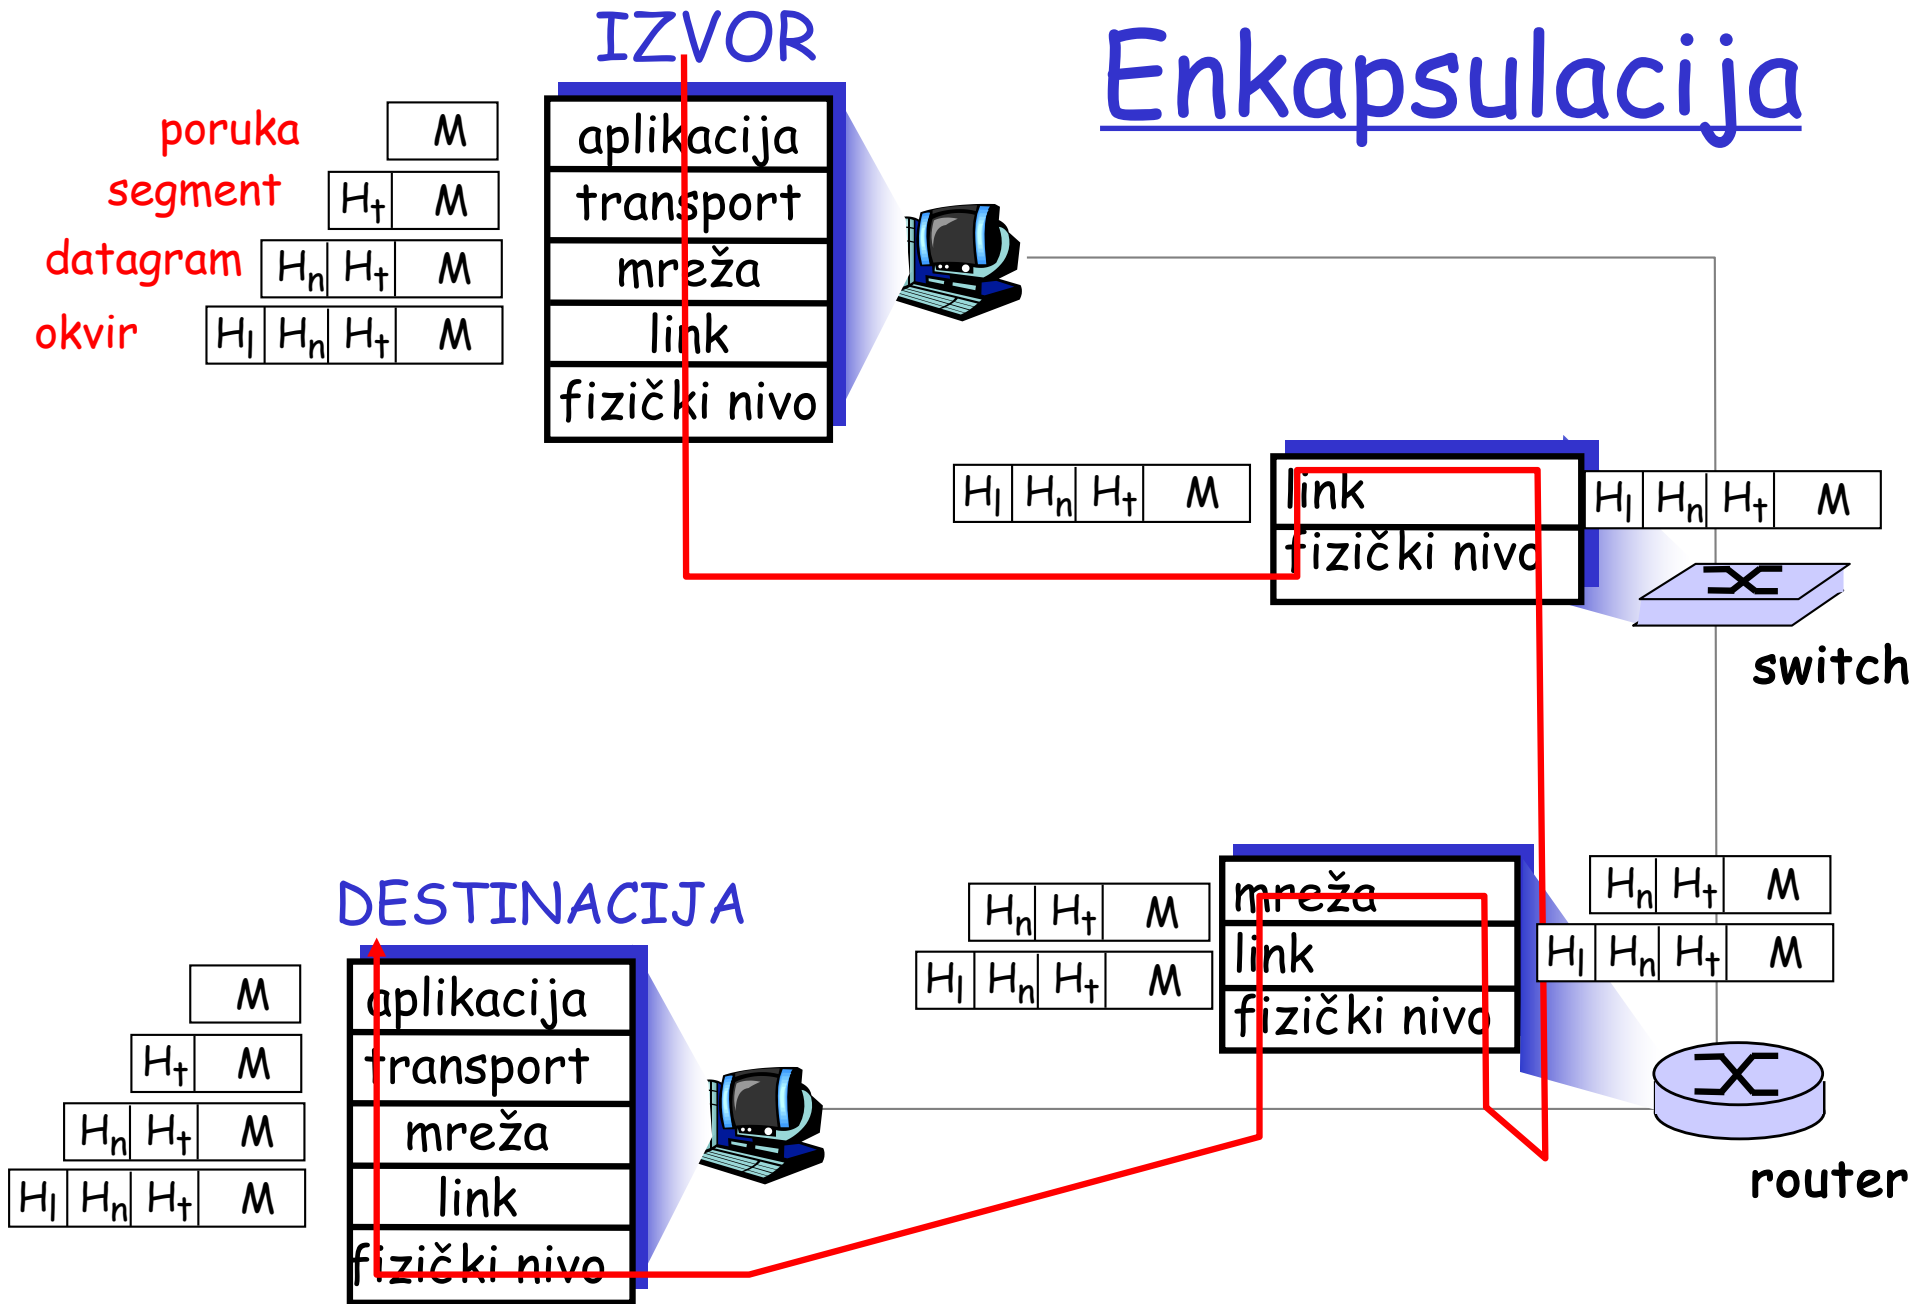 IZVOR
Enkapsulacija
poruka M aplikacija
segment Ht M transport
datagram Hn Ht M mreža
okvir Hl Hn Ht M link
fizički nivo
Hl Hn Ht M link Hl Hn Ht M
fizički nivo
switch
DESTINACIJA
Hn Ht M mreža Hn Ht M
Hl Hn Ht M link Hl Hn Ht M
fizički nivo
router
M aplikacija
Ht M transport
Hn Ht M mreža
Hl Hn Ht M link
fizički nivo